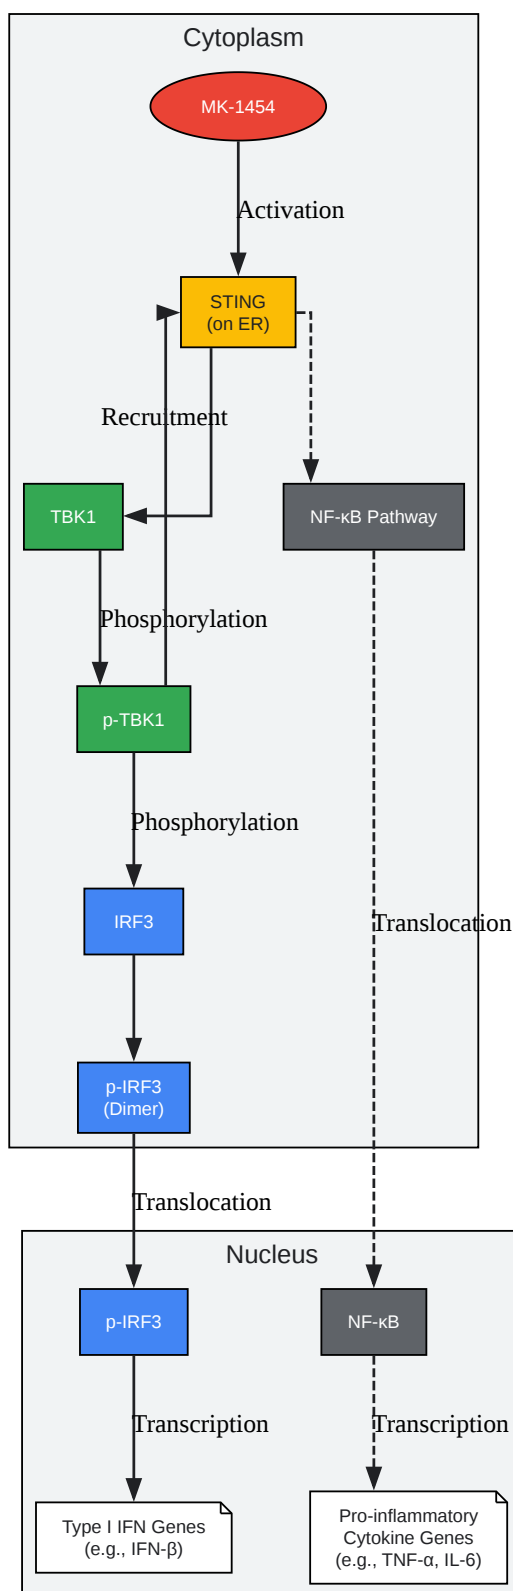 Cytoplasm
MK-1454
Activation
STING
(on ER)
Recruitment
TBK1
NF-κB Pathway
Phosphorylation
p-TBK1
Phosphorylation
IRF3
Translocation
p-IRF3
(Dimer)
Translocation
Nucleus
p-IRF3
NF-κB
Transcription
Transcription
Type I IFN Genes
(e.g., IFN-β)
Pro-inflammatory
Cytokine Genes
(e.g., TNF-α, IL-6)